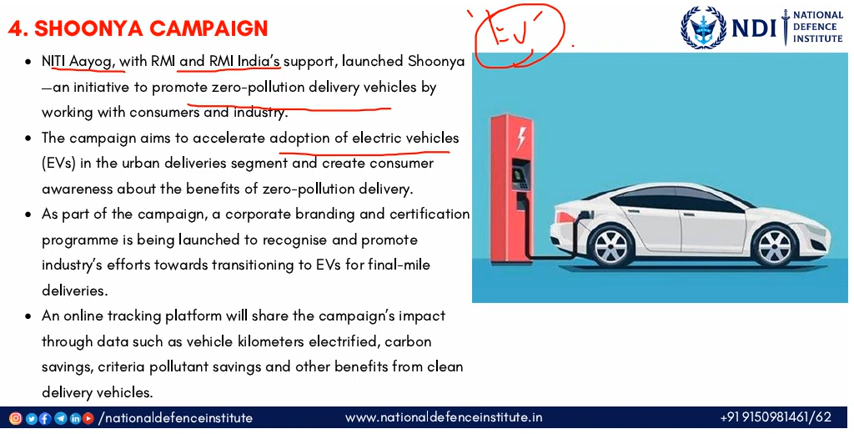 4. SHOONYA CAMPAIGN
'EV'
NDI
NATIONAL
DEFENCE
INSTITUTE
• NITI Aayog, with RMI and RMI India's support, launched Shoonya
—an initiative to promote zero-pollution delivery vehicles by
working with consumers and industry.
• The campaign aims to accelerate adoption of electric vehicles
(EVs) in the urban deliveries segment and create consumer
awareness about the benefits of zero-pollution delivery.
• As part of the campaign, a corporate branding and certification
programme is being launched to recognise and promote
industry's efforts towards transitioning to EVs for final-mile
deliveries.
• An online tracking platform will share the campaign's impact
through data such as vehicle kilometers electrified, carbon
savings, criteria pollutant savings and other benefits from clean
delivery vehicles.
/nationaldefenceinstitute
www.nationaldefenceinstitute.in
+91 9150981461/62